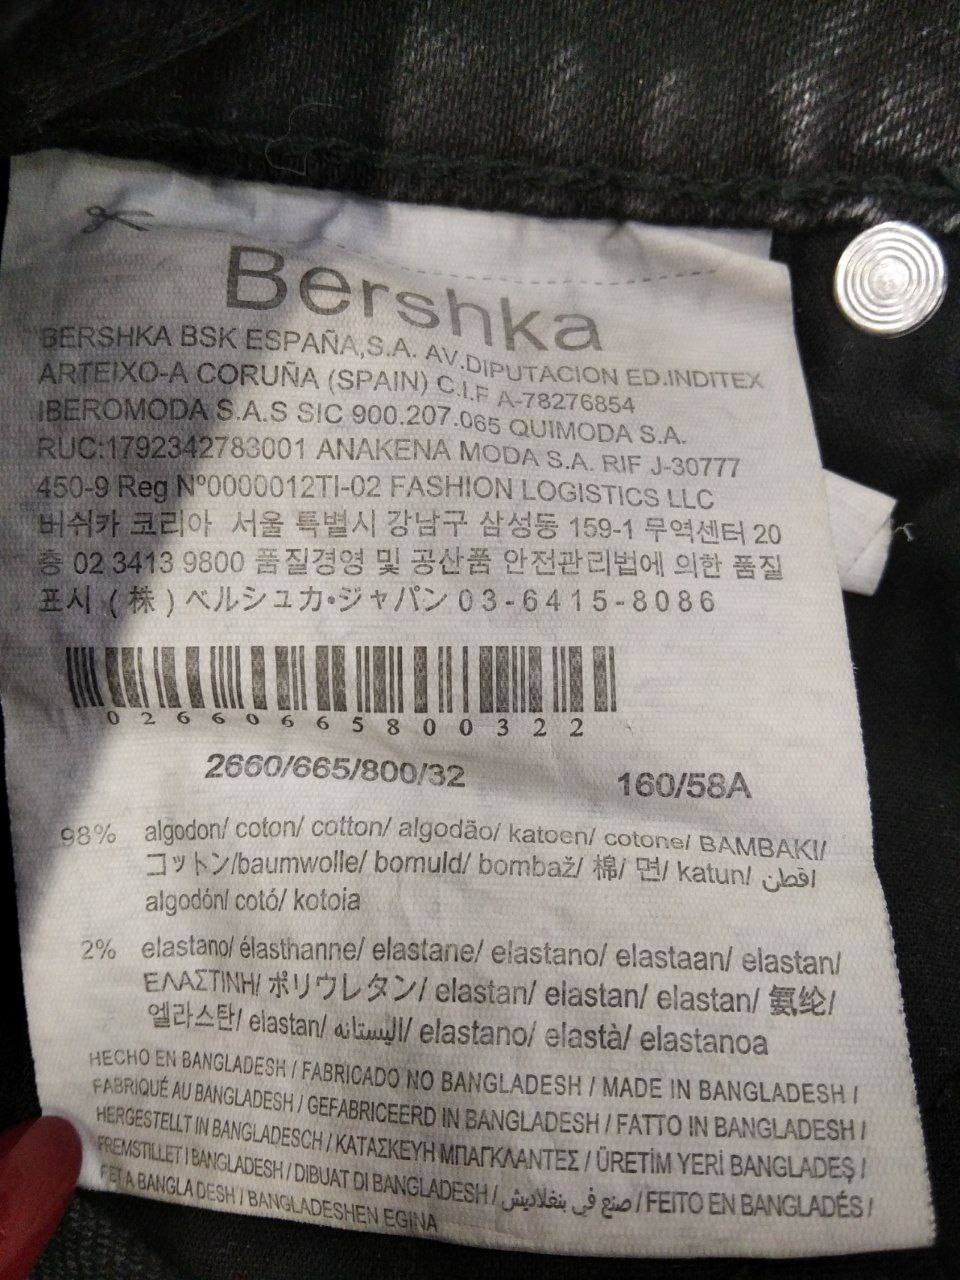 Bershka
BERSHKA BSK ESPAÑA,S.A. AV.DIPUTACION ED.INDITEX
ARTEIXO-A CORUÑA (SPAIN) C.I.F A-78276854
IBEROMODA S.A.S SIC 900.207.065 QUIMODA S.A.
RUC:1792342783001 ANAKENA MODA S.A. RIF J-30777
450-9 Reg Nº0000012TI-02 FASHION LOGISTICS LLC
버쉬카 코리아 서울 특별시 강남구 삼성동 159-1 무역센터 20
층 02 3413 9800 품질경영 및 공산품 안전관리법에 의한 품질
표시 (株)ベルシュカ・ジャパン 03-6415-8086
0266066580032 2
2660/665/800/32 160/58A
98% algodon/ coton/ cotton/ algodão/ katoen/ cotone/ ΒΑΜΒΑΚΙ/
コットン/baumwolle/ bomuld/ bombaž/ 棉/ 면/ katun/ اقطن
algodón/ cotó/ kotoia
2% elastano/ élasthanne/ elastane/ elastano/ elastaan/ elastan/
ΕΛΑΣΤΙΝΗ/ ポリウレタン/ elastan/ elastan/ elastan/ 氨纶/
엘라스탄/ elastan/ اليستانه/ elastano/ elastà/ elastanoa
HECHO EN BANGLADESH / FABRICADO NO BANGLADESH / MADE IN BANGLADESH /
FABRIQUÉ AU BANGLADESH / GEFABRICEERD IN BANGLADESH / FATTO IN BANGLADESH /
HERGESTELLT IN BANGLADESCH / ΚΑΤΑΣΚΕΥΗ ΜΠΑΓΚΛΑΝΤΕΣ / ÜRETİM YERİ BANGLADEŞ /
FREMSTILLET I BANGLADESH / DIBUAT DI BANGLADESH / صنع في بنغلاديش / FEITO EN BANGLADÉS /
FET A BANGLA DESH / BANGLADESHEN EGINA